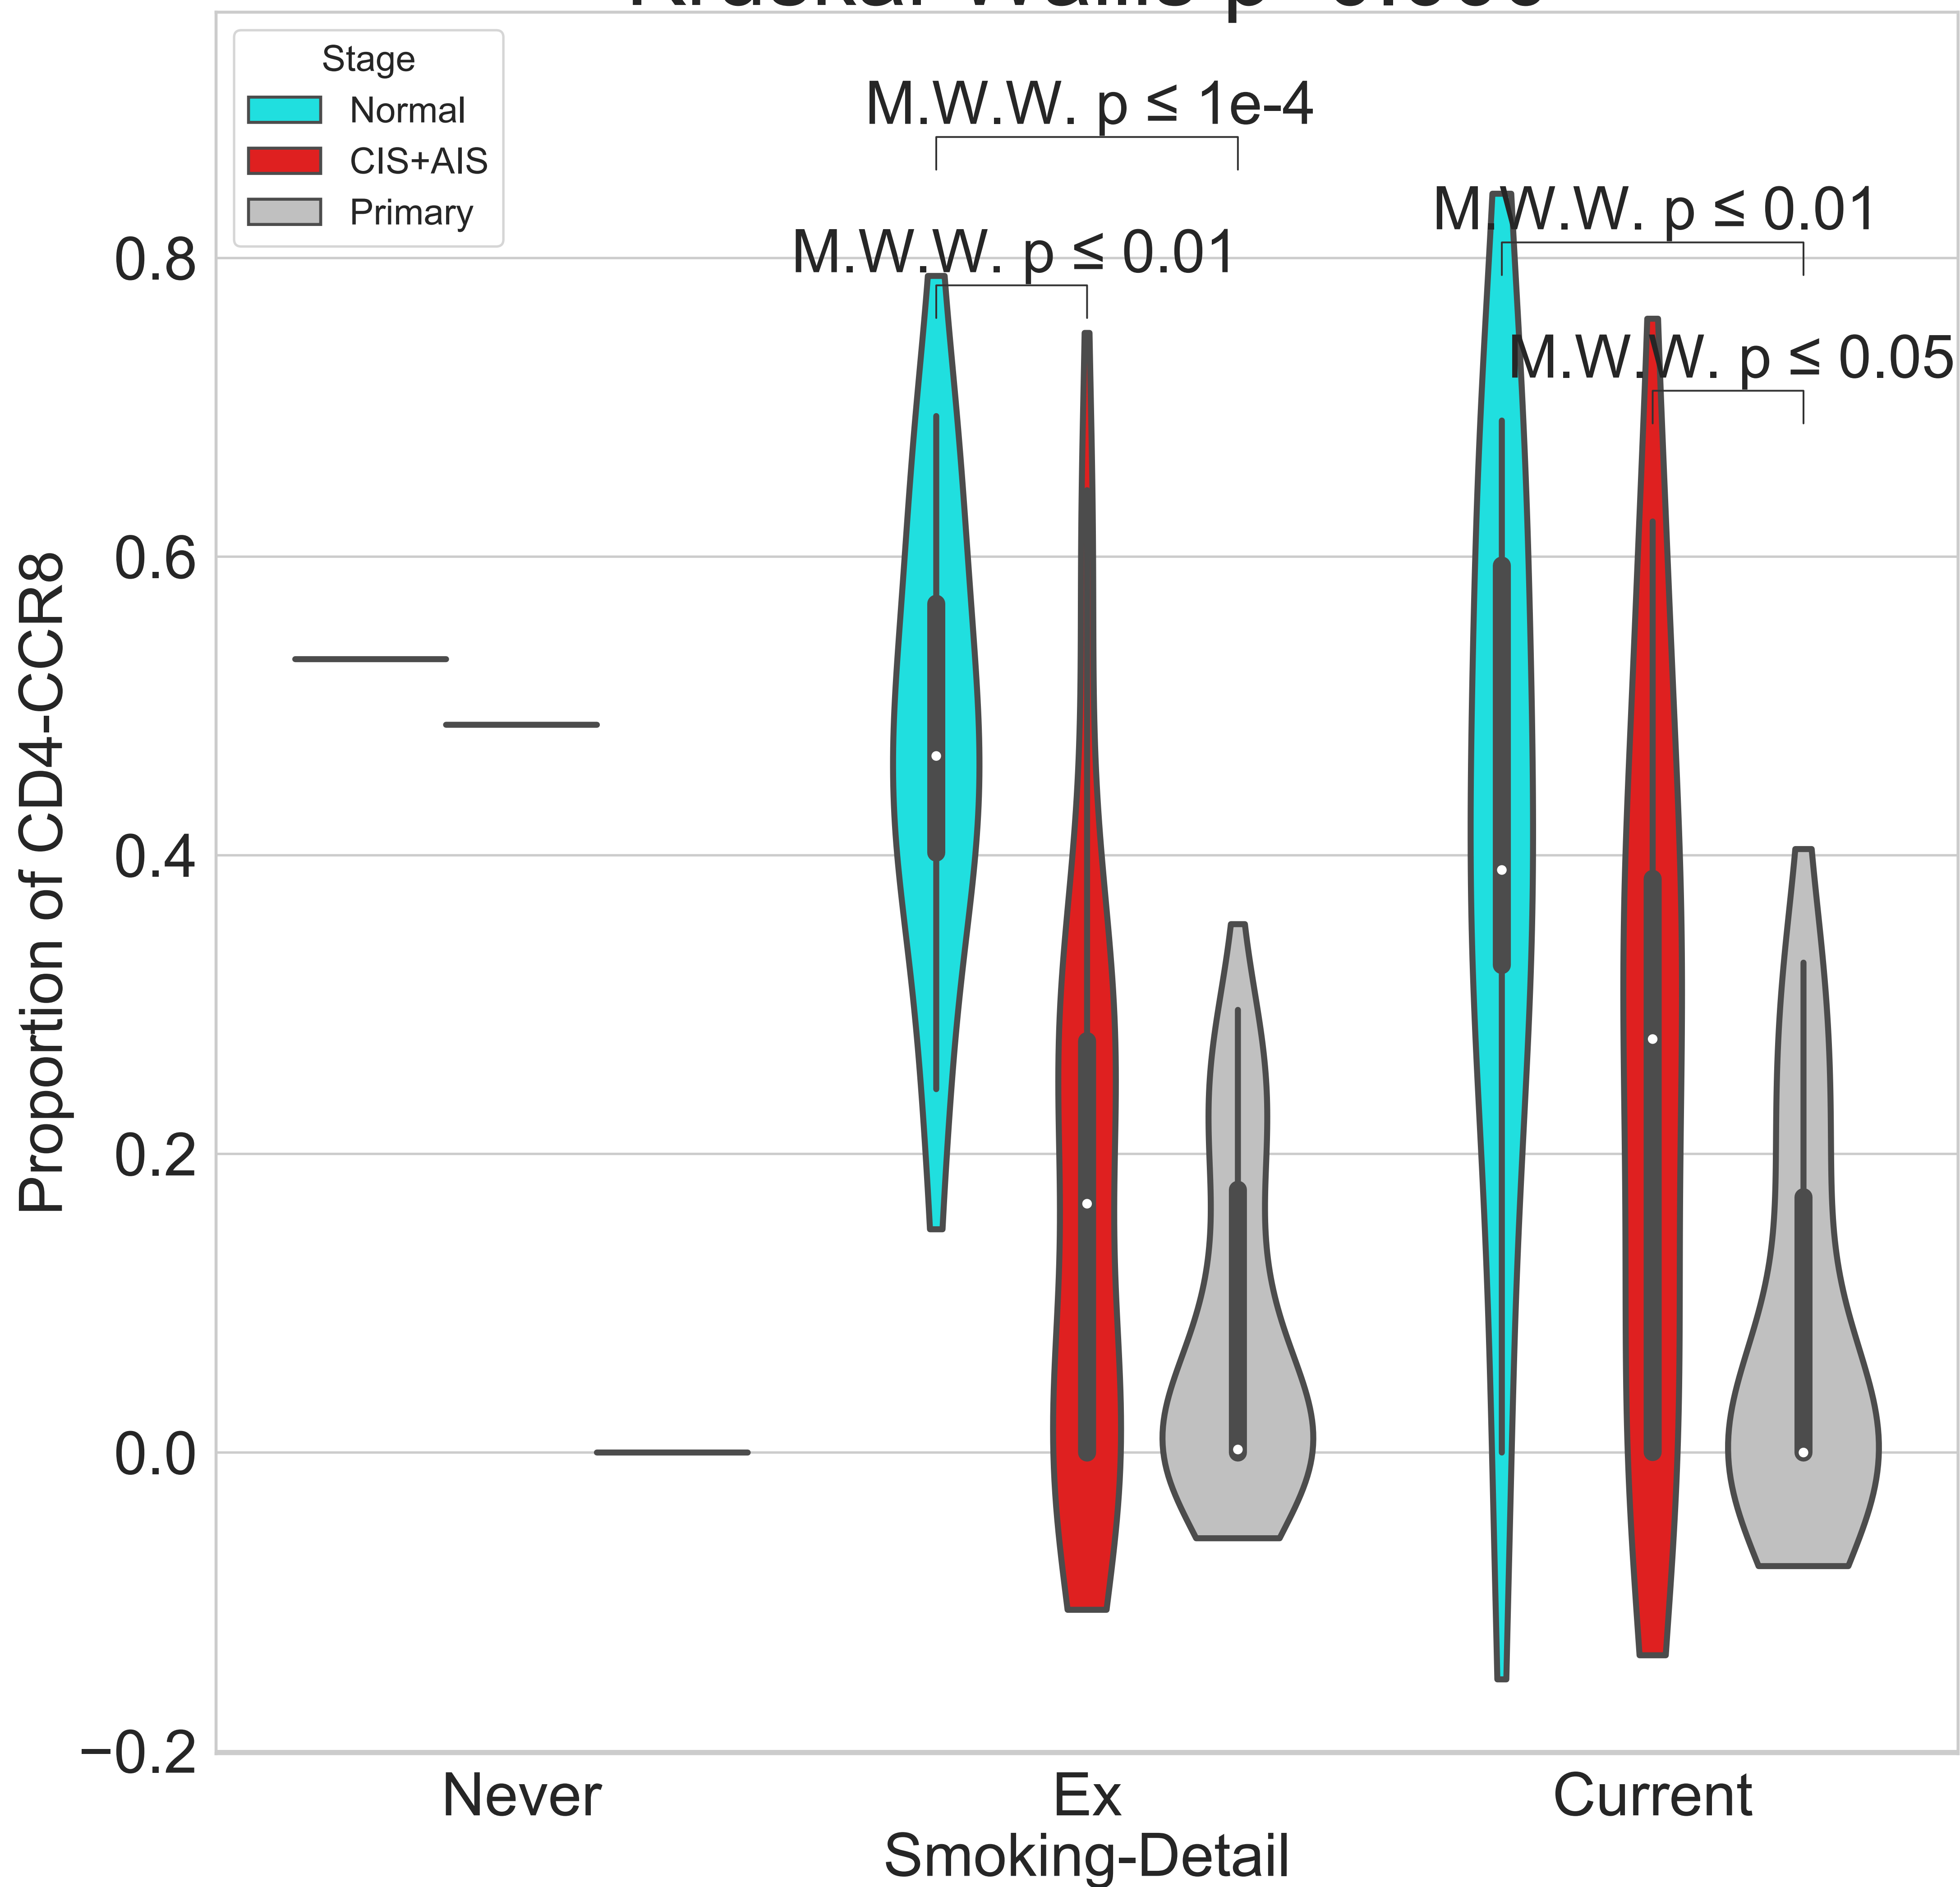 Stage
Normal
CIS+AIS
Primary
M.W.W. p ≤ 1e-4
M.W.W. p ≤ 0.01
M.W.W. p ≤ 0.01
M.W.W. p ≤ 0.05
Proportion of CD4-CCR8
0.8
0.6
0.4
0.2
0.0
−0.2
Never
Ex
Current
Smoking-Detail